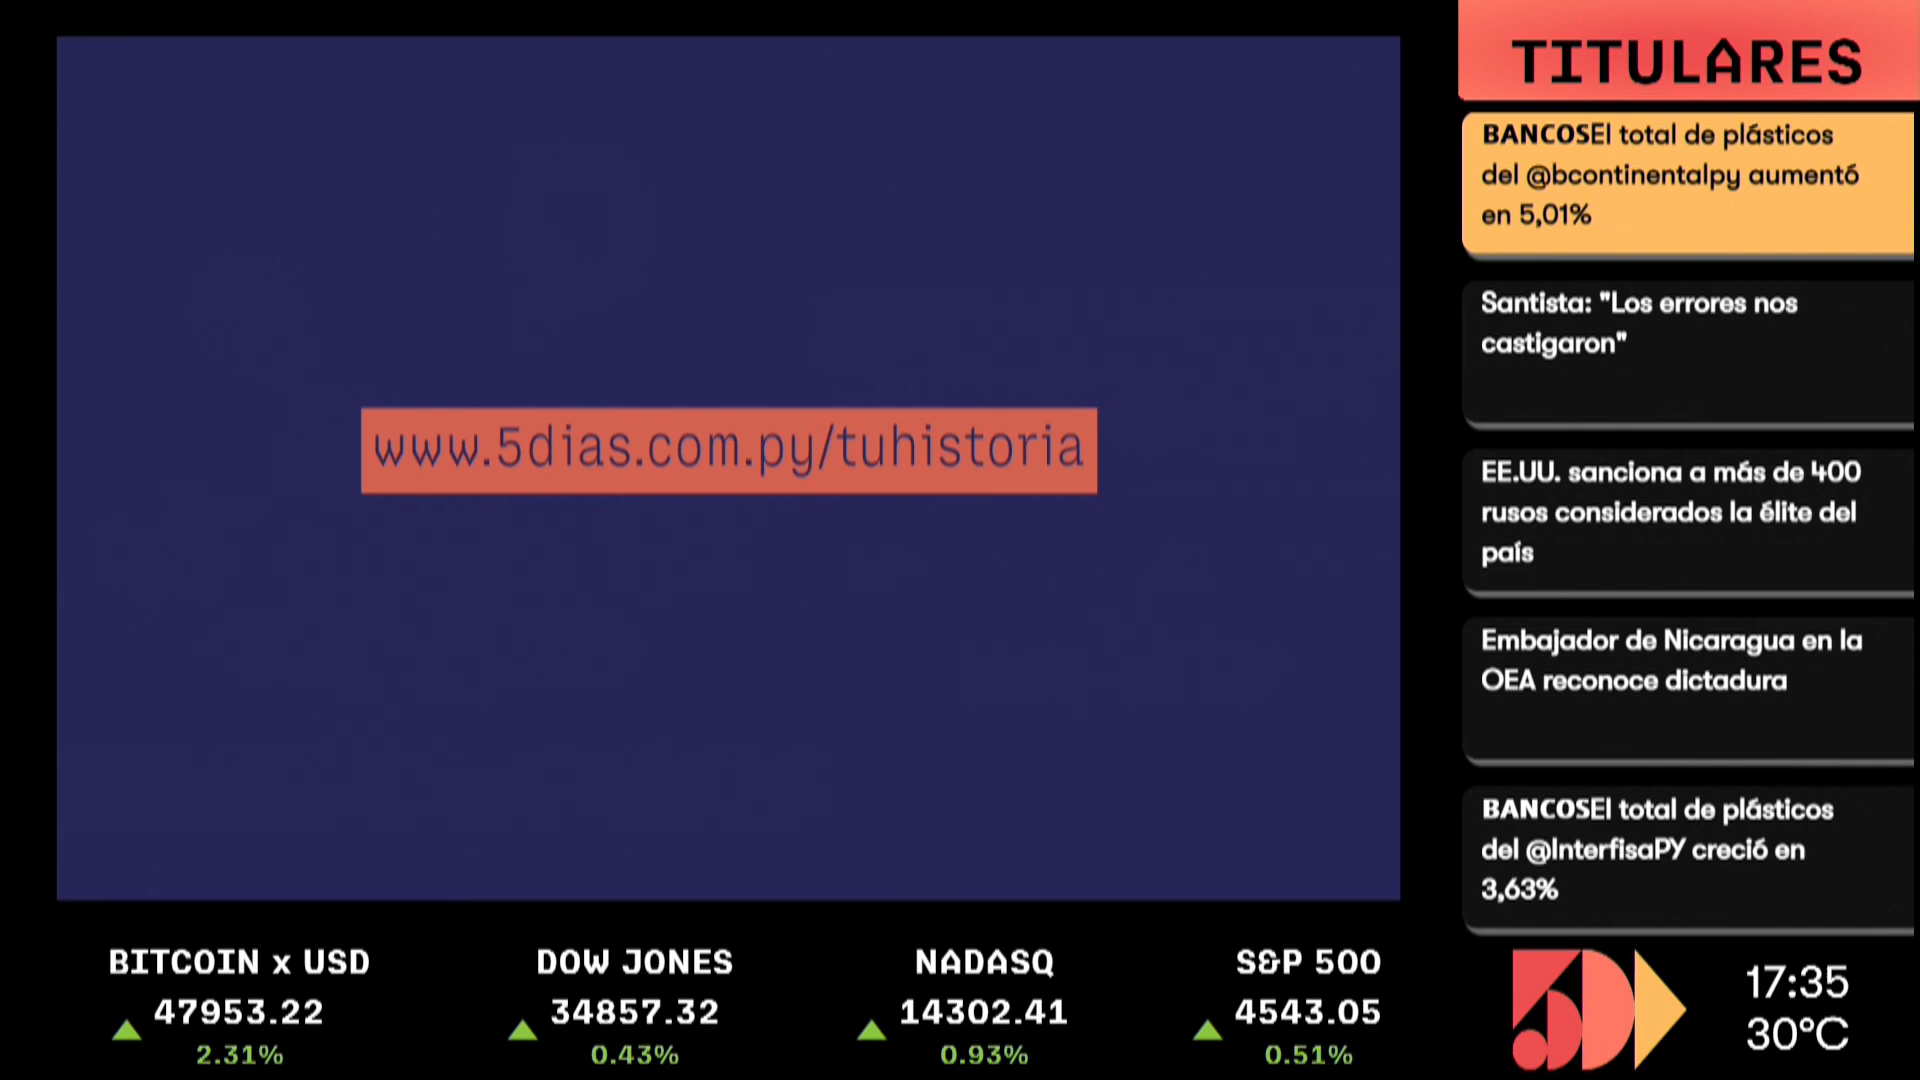 www.5dias.com.py/tuhistoria
TITULARES
BANCOSEl total de plásticos
del @bcontinentalpy aumentó
en 5,01%
Santista: "Los errores nos
castigaron"
EE.UU. sanciona a más de 400
rusos considerados la élite del
país
Embajador de Nicaragua en la
OEA reconoce dictadura
BANCOSEl total de plásticos
del @InterfisaPY creció en
3,63%
BITCOIN x USD
47953.22
2.31%
DOW JONES
34857.32
0.43%
NADASQ
14302.41
0.93%
S&P 500
4543.05
0.51%
5D
17:35
30°C